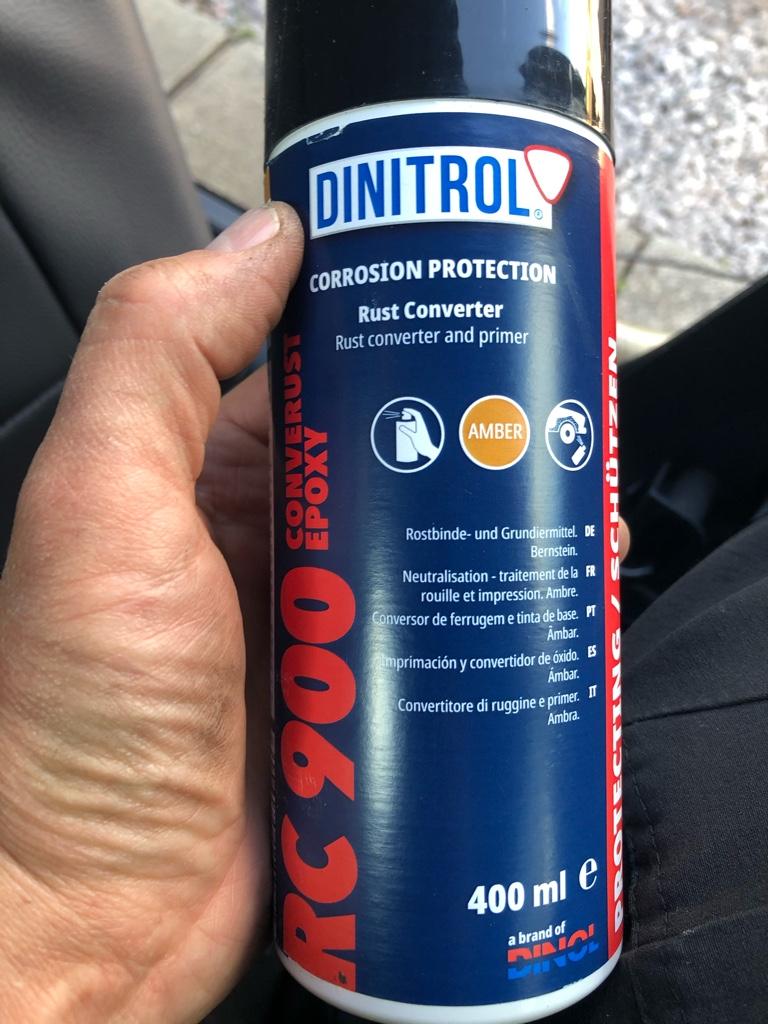 DINITROL®
CORROSION PROTECTION
Rust Converter
Rust converter and primer
AMBER
RC 900
CONVERUST
EPOXY
Rostbinde- und Grundiermittel. DE
Bernstein.
Neutralisation - traitement de la FR
rouille et impression. Ambre.
Conversor de ferrugem e tinta de base. PT
Âmbar.
Imprimación y convertidor de óxido. ES
Ámbar.
Convertitore di ruggine e primer. IT
Ambra.
400 ml e
a brand of
DINOL
PROTECTING / SCHÜTZEN